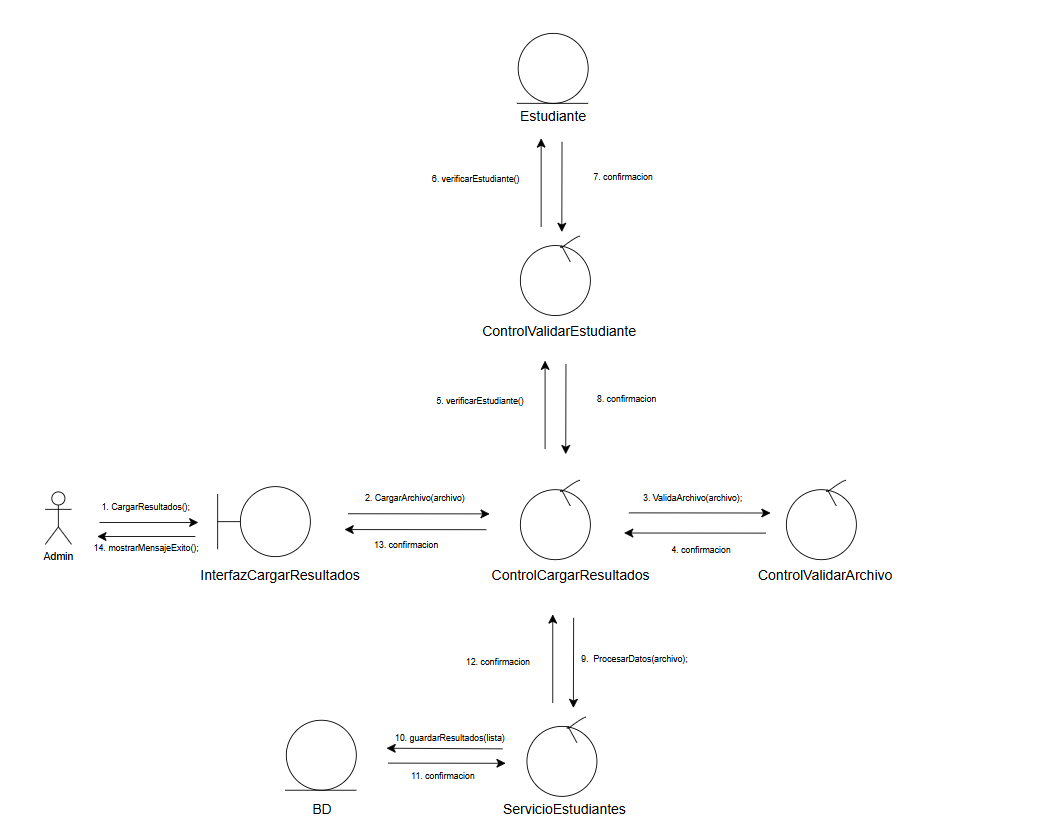 Estudiante
6. verificarEstudiante()
7. confirmacion
ControlValidarEstudiante
5. verificarEstudiante()
8. confirmacion
1. CargarResultados();
14. mostrarMensajeExito();
Admin
InterfazCargarResultados
2. CargarArchivo(archivo)
13. confirmacion
ControlCargarResultados
3. ValidaArchivo(archivo);
4. confirmacion
ControlValidarArchivo
12. confirmacion
9. ProcesarDatos(archivo);
10. guardarResultados(lista)
11. confirmacion
BD
ServicioEstudiantes